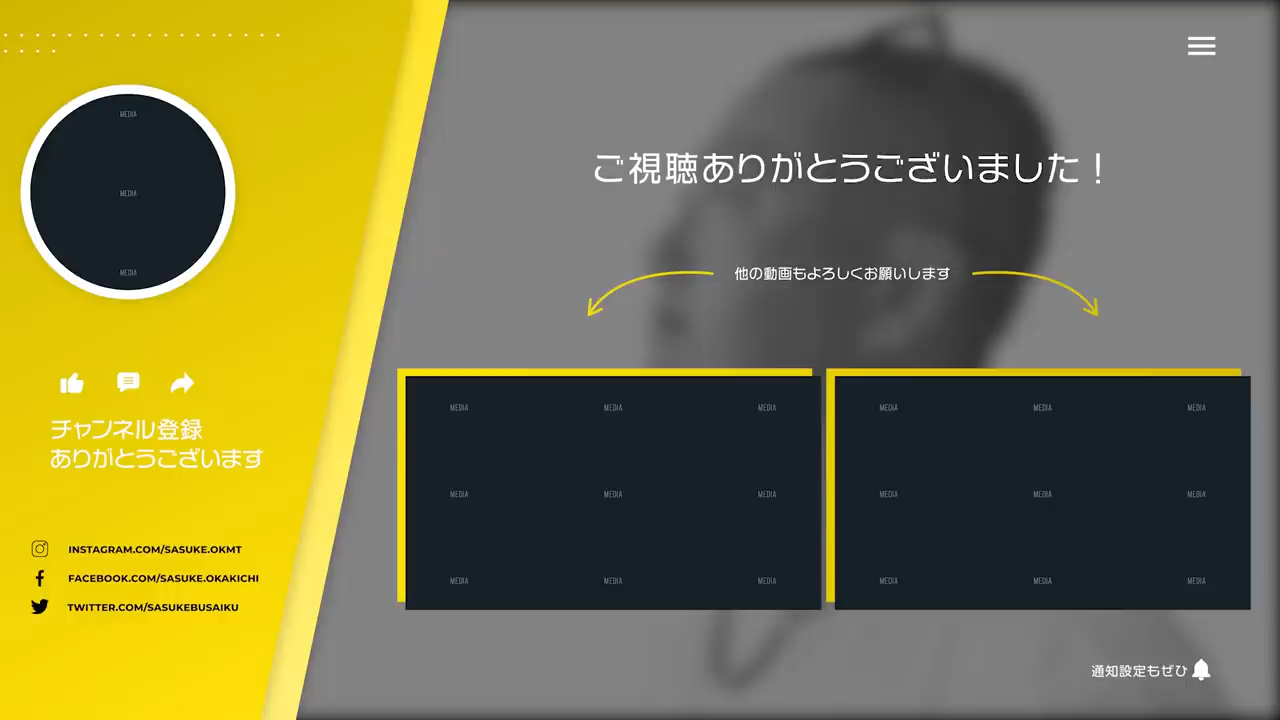 ご視聴ありがとうございました！
他の動画もよろしくお願いします
MEDIA
MEDIA
MEDIA
チャンネル登録
ありがとうございます
INSTAGRAM.COM/SASUKE.OKMT
FACEBOOK.COM/SASUKE.OKAKICHI
TWITTER.COM/SASUKEBUSAIKU
MEDIA MEDIA MEDIA
MEDIA MEDIA MEDIA
MEDIA MEDIA MEDIA
MEDIA MEDIA MEDIA
MEDIA MEDIA MEDIA
MEDIA MEDIA MEDIA
通知設定もぜひ